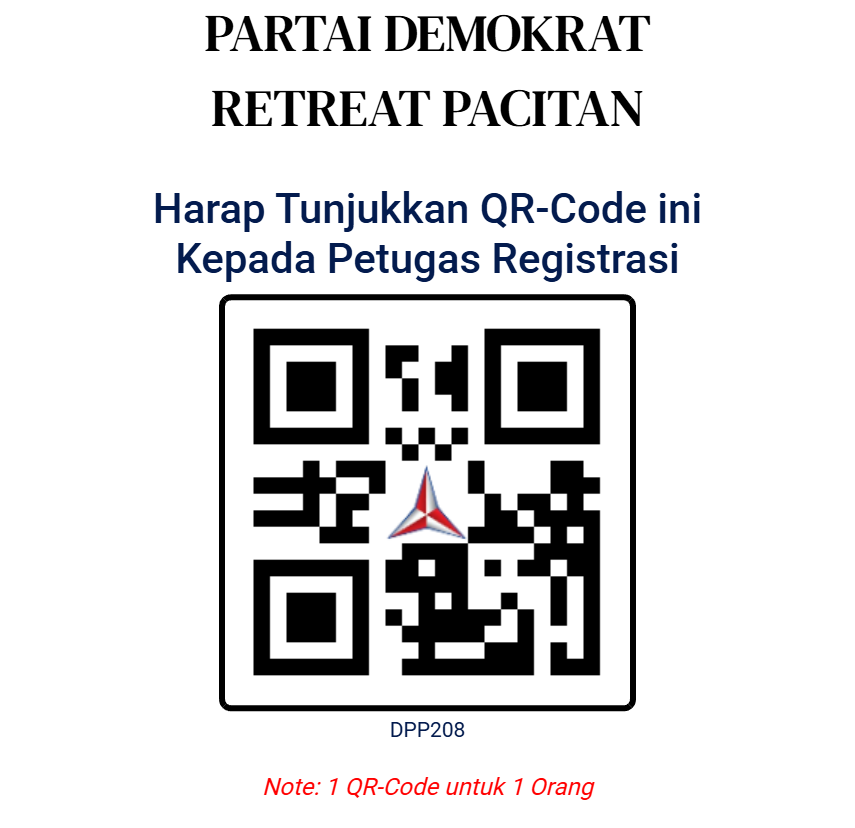 PARTAI DEMOKRAT
RETREAT PACITAN
Harap Tunjukkan QR-Code ini
Kepada Petugas Registrasi
DPP208
Note: 1 QR-Code untuk 1 Orang